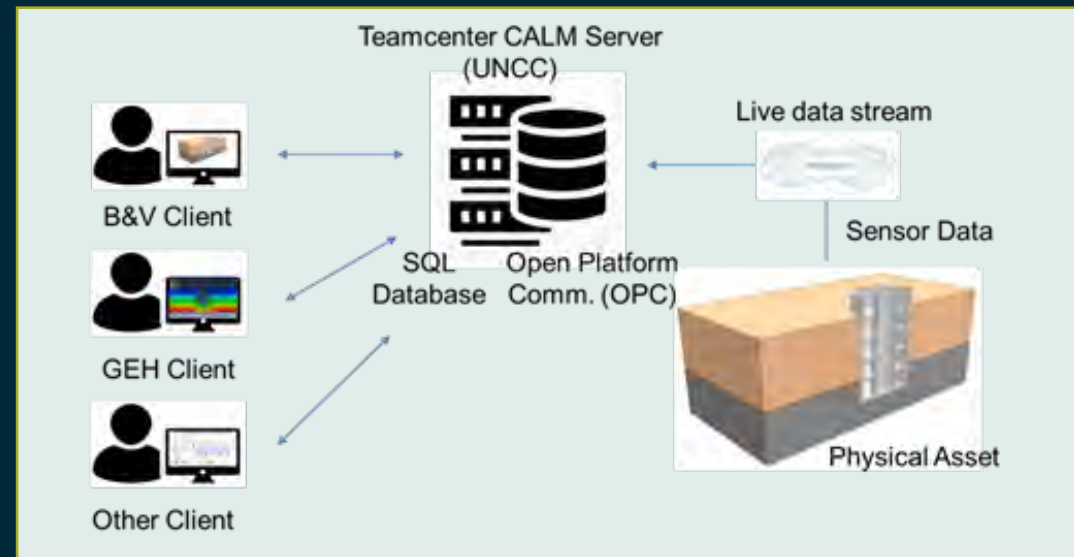 Teamcenter CALM Server
(UNCC)
Live data stream
B&V Client
Sensor Data
SQL
Database
Open Platform
Comm. (OPC)
GEH Client
Physical Asset
Other Client